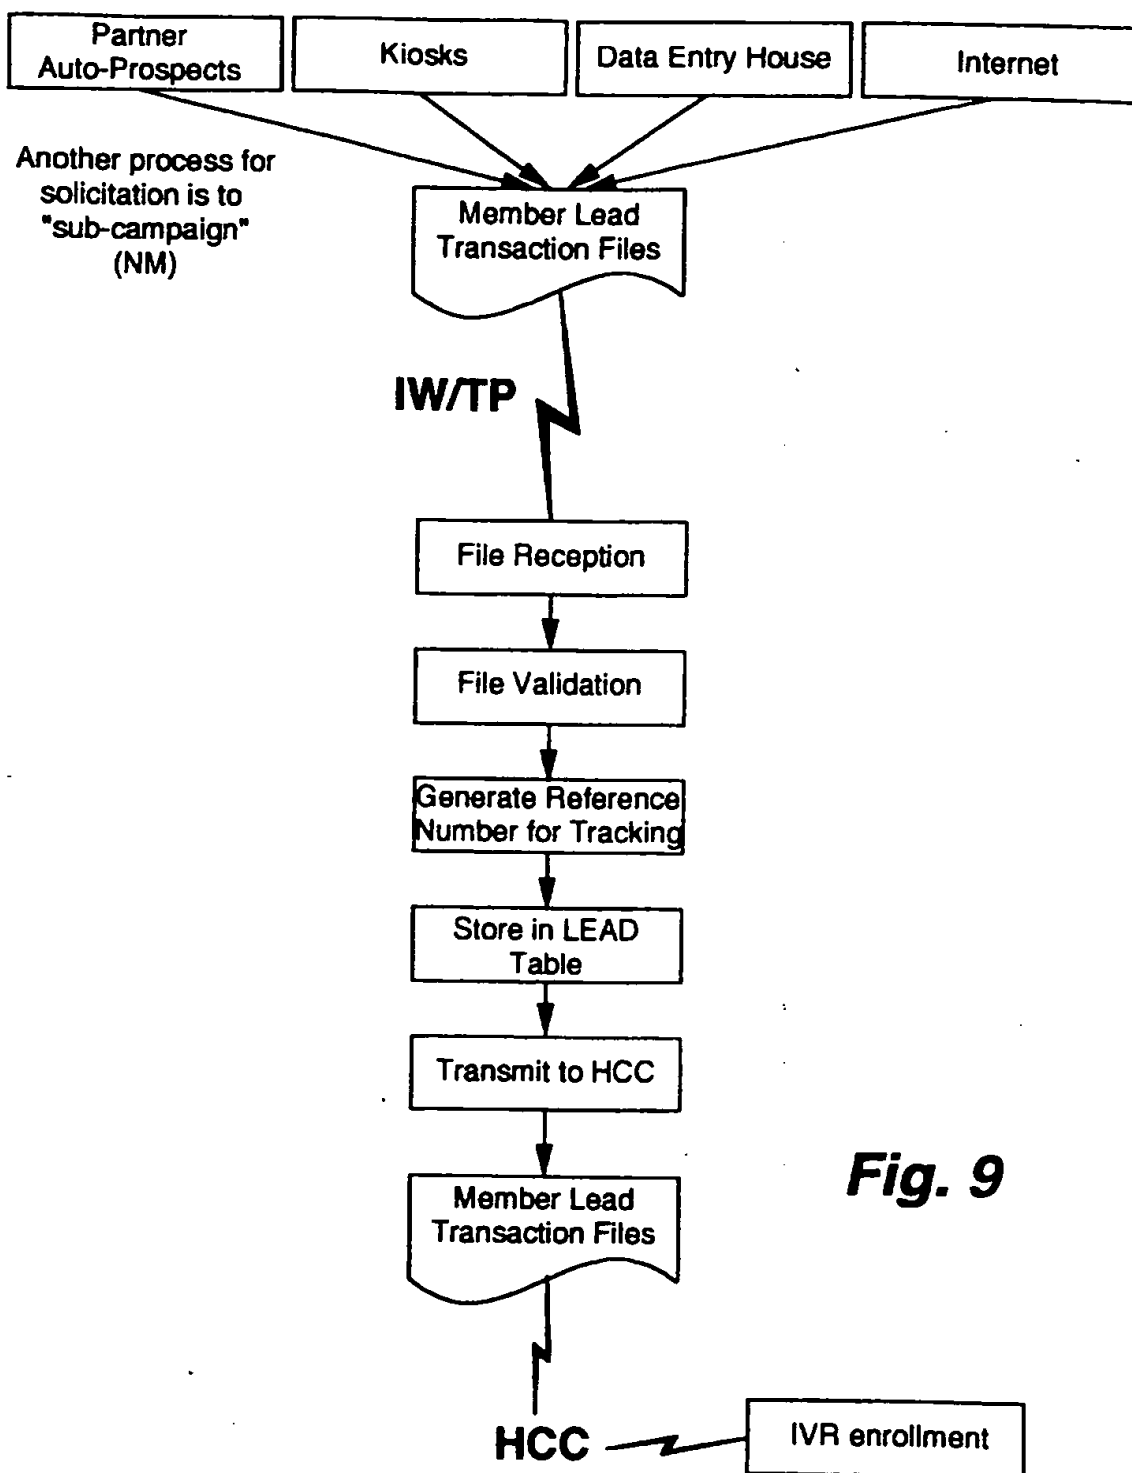 Partner
Auto-Prospects
Kiosks
Data Entry House
Internet
Another process for
solicitation is to
"sub-campaign"
(NM)
Member Lead
Transaction Files
IW/TP
File Reception
File Validation
Generate Reference
Number for Tracking
Store in LEAD
Table
Transmit to HCC
Member Lead
Transaction Files
Fig. 9
HCC
IVR enrollment